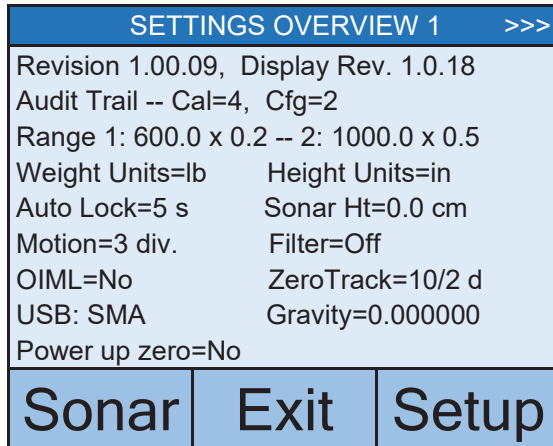 SETTINGS OVERVIEW 1 >>>
Revision 1.00.09, Display Rev. 1.0.18
Audit Trail -- Cal=4, Cfg=2
Range 1: 600.0 x 0.2 -- 2: 1000.0 x 0.5
Weight Units=lb Height Units=in
Auto Lock=5 s Sonar Ht=0.0 cm
Motion=3 div. Filter=Off
OIML=No ZeroTrack=10/2 d
USB: SMA Gravity=0.000000
Power up zero=No
Sonar Exit Setup